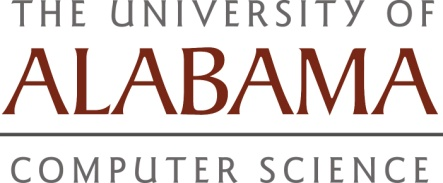 THE UNIVERSITY OF
ALABAMA
COMPUTER SCIENCE